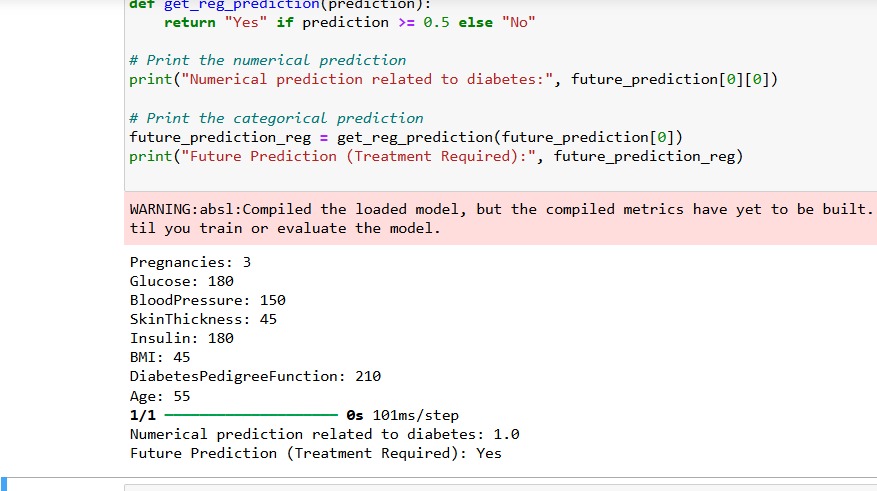 def get_reg_prediction(prediction):
    return "Yes" if prediction >= 0.5 else "No"
# Print the numerical prediction
print("Numerical prediction related to diabetes:", future_prediction[0][0])
# Print the categorical prediction
future_prediction_reg = get_reg_prediction(future_prediction[0])
print("Future Prediction (Treatment Required):", future_prediction_reg)
WARNING:absl:Compiled the loaded model, but the compiled metrics have yet to be built.
til you train or evaluate the model.
Pregnancies: 3
Glucose: 180
BloodPressure: 150
SkinThickness: 45
Insulin: 180
BMI: 45
DiabetesPedigreeFunction: 210
Age: 55
1/1 ━━━━━━━━━━━━━━━━━━━━ 0s 101ms/step
Numerical prediction related to diabetes: 1.0
Future Prediction (Treatment Required): Yes